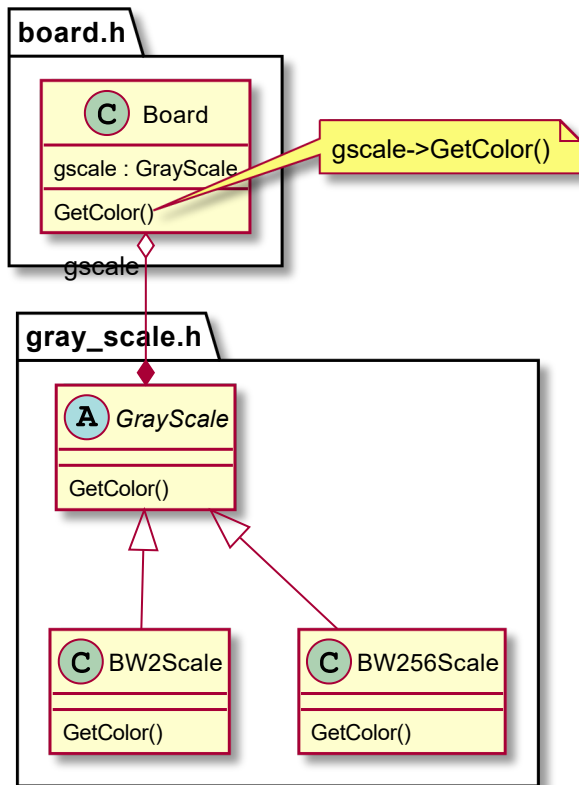 board.h
C Board
gscale : GrayScale
GetColor()
gscale->GetColor()
gscale
gray_scale.h
A GrayScale
GetColor()
C BW2Scale
GetColor()
C BW256Scale
GetColor()